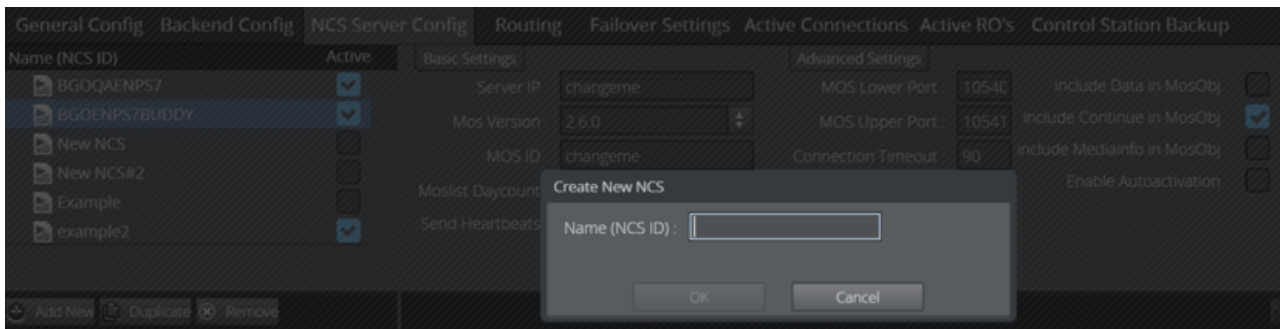 General Config Backend Config NCS Server Config Routing Failover Settings Active Connections Active RO's Control Station Backup
Name (NCS ID) Active Basic Settings Advanced Settings
BGOQAENPS7 Server IP : changeme MOS Lower Port : 10540 include Data in MosObj :
BGOENPS7BUDDY Mos Version : 2.6.0 MOS Upper Port : 10541 include Continue in MosObj :
New NCS MOS ID : changeme Connection Timeout : 90 include Mediainfo in MosObj :
New NCS#2 Moslist Daycount Create New NCS Enable Autoactivation :
Example
example2 Send Heartbeats Name (NCS ID) :
OK Cancel
Add New Duplicate Remove